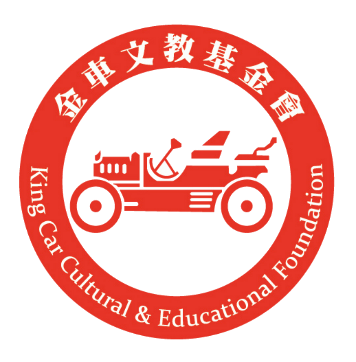 金車文教基金會
King Car Cultural & Educational Foundation